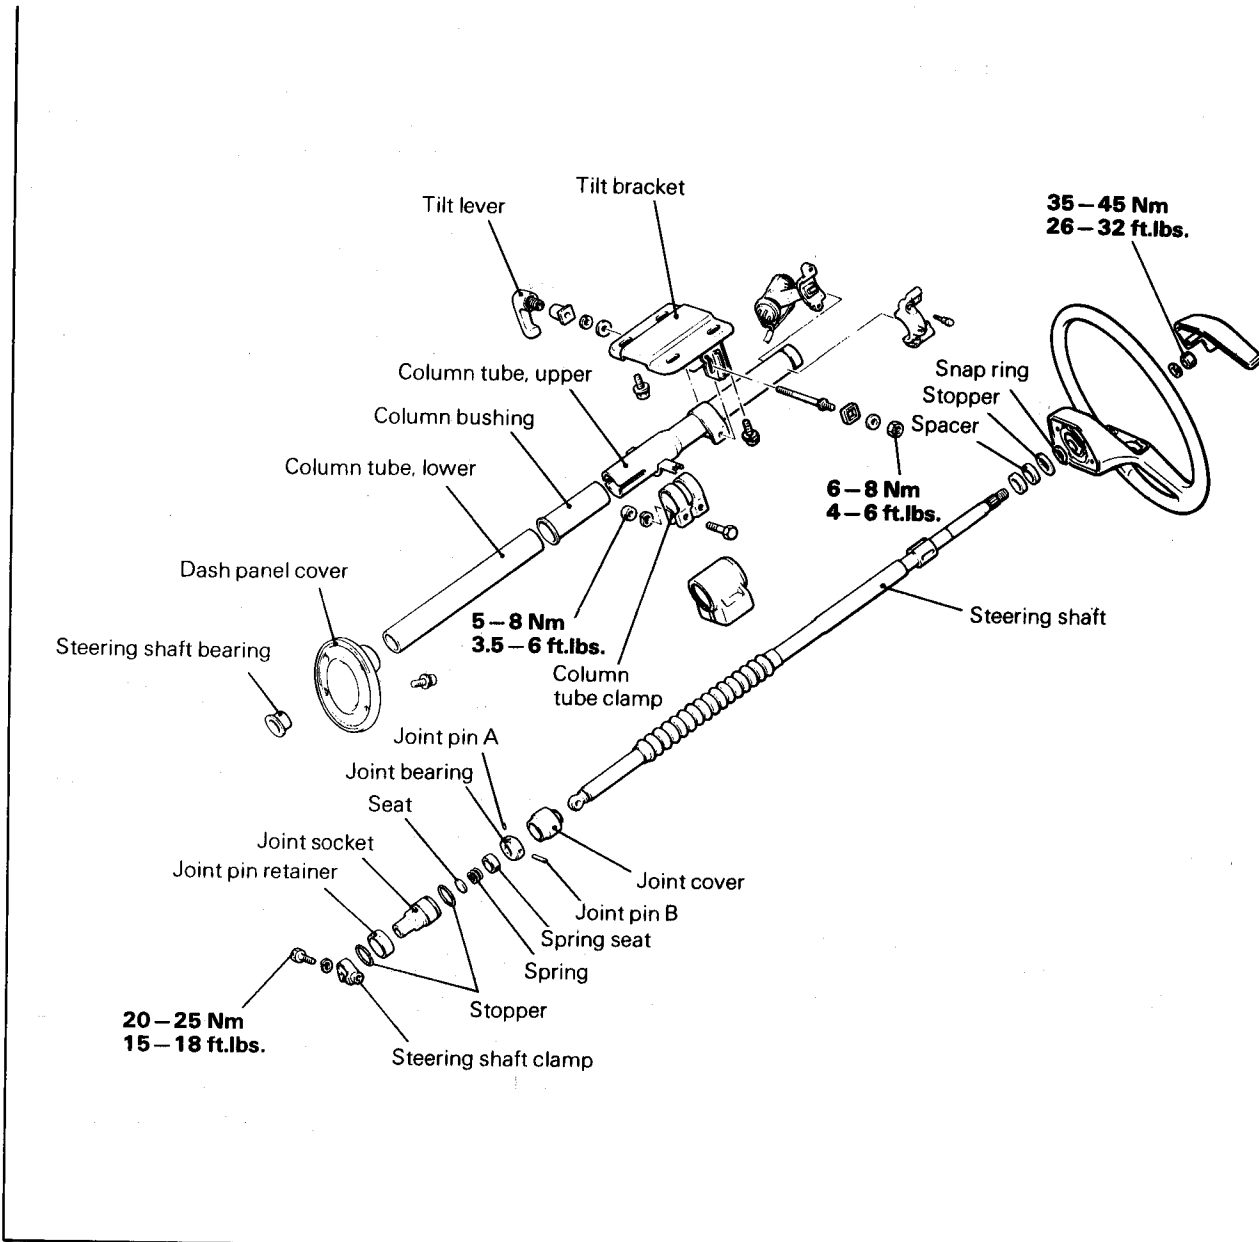 Tilt bracket
Tilt lever
35–45 Nm
26–32 ft.lbs.
Column tube, upper
Snap ring
Stopper
Column bushing
Spacer
Column tube, lower
6–8 Nm
4–6 ft.lbs.
Dash panel cover
5–8 Nm
3.5–6 ft.lbs.
Steering shaft
Steering shaft bearing
Column
tube clamp
Joint pin A
Joint bearing
Seat
Joint socket
Joint pin retainer
Joint cover
Joint pin B
Spring seat
Spring
Stopper
20–25 Nm
15–18 ft.lbs.
Steering shaft clamp